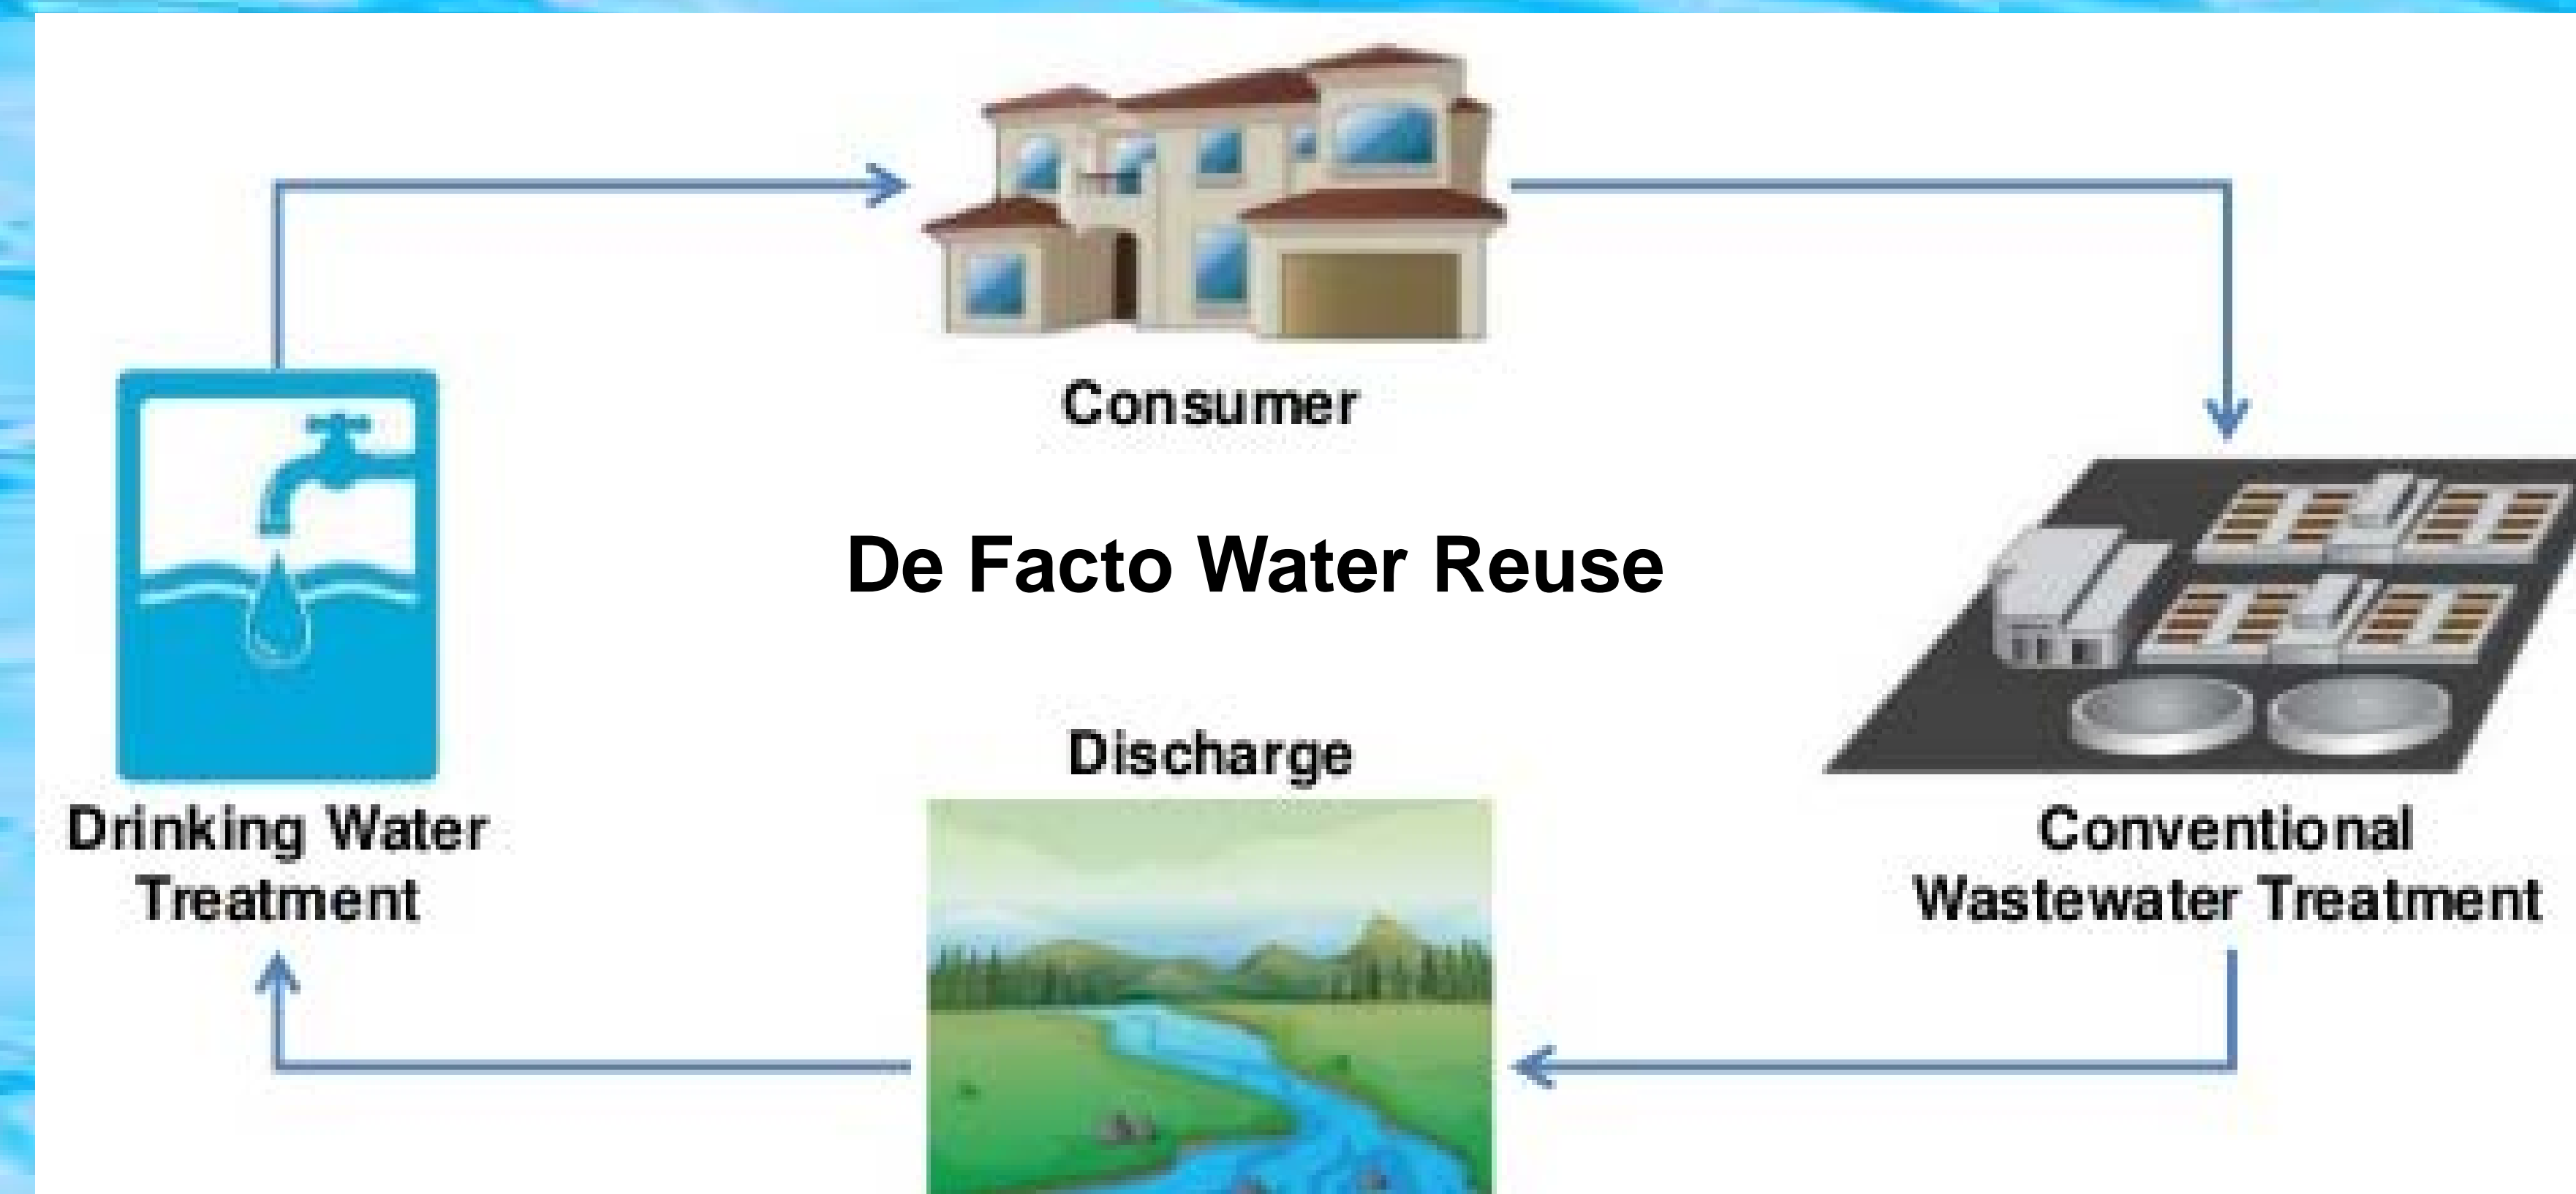 Consumer
De Facto Water Reuse
Discharge
Drinking Water
Treatment
Conventional
Wastewater Treatment